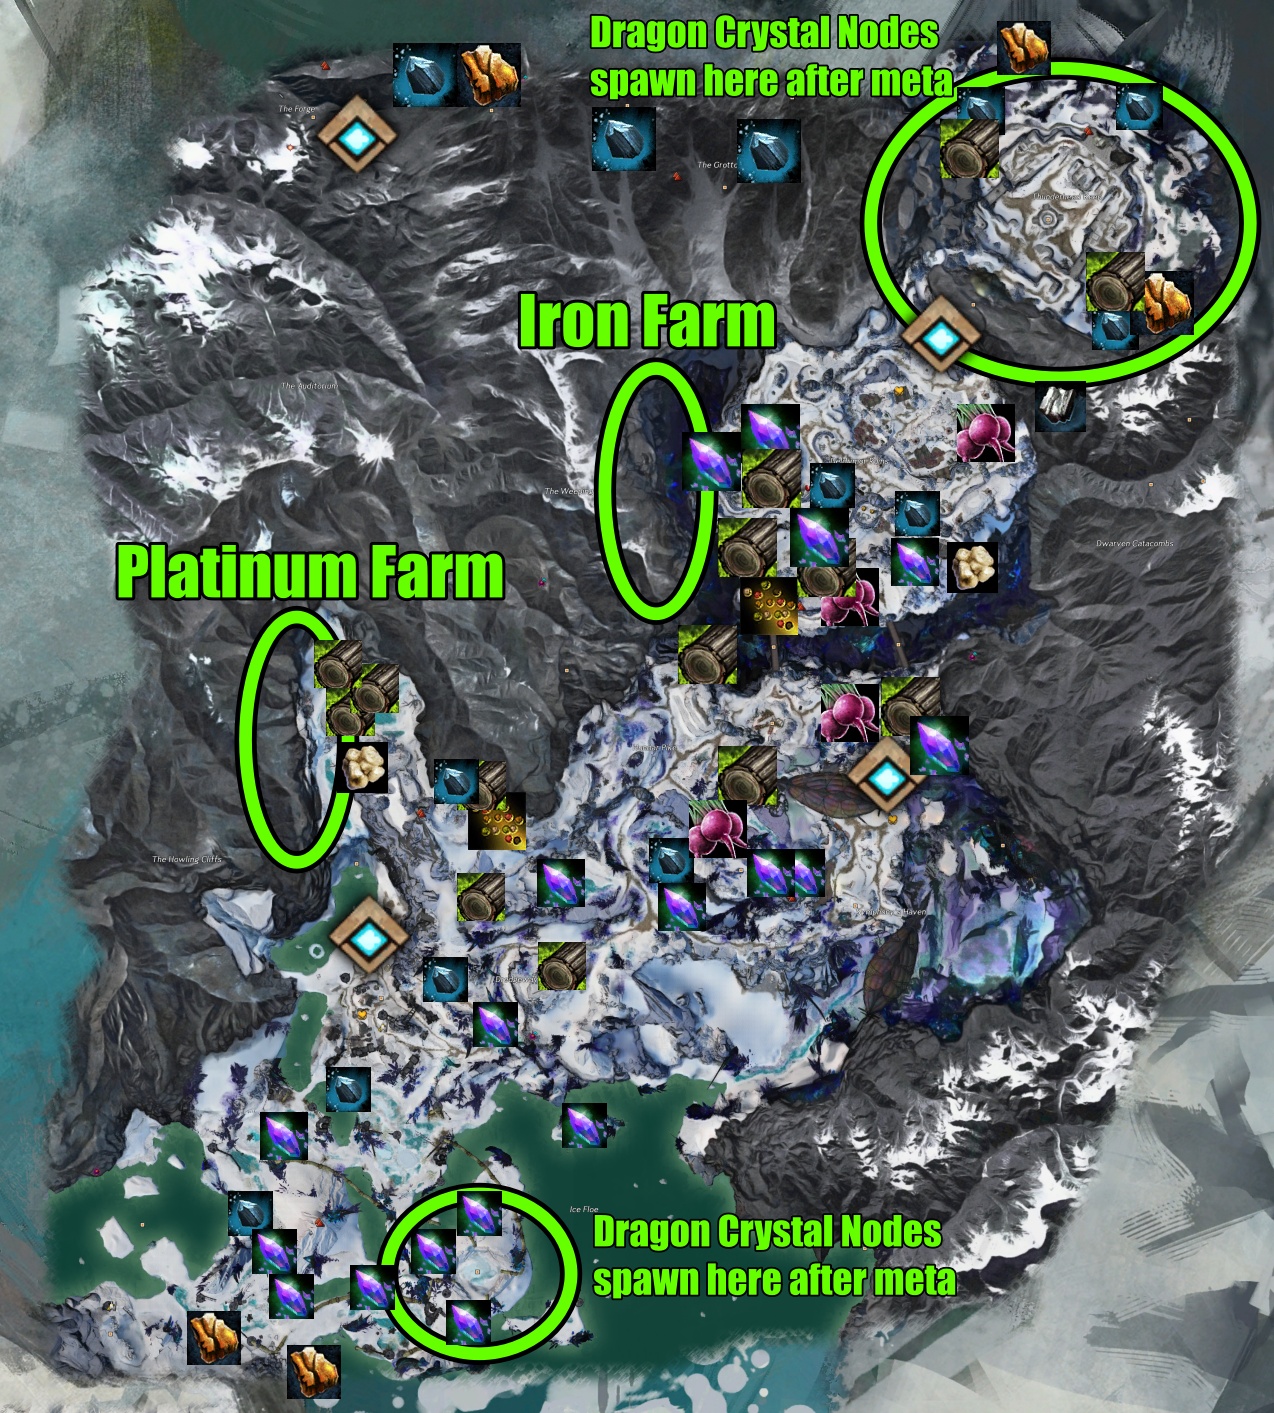 Dragon Crystal Nodes
spawn here after meta
The Forge
The Grotto
Iron Farm
The Auditorium
The Weeping
Dwarven Catacombs
Platinum Farm
The Howling Cliffs
Haven
Ice Floe
Dragon Crystal Nodes
spawn here after meta